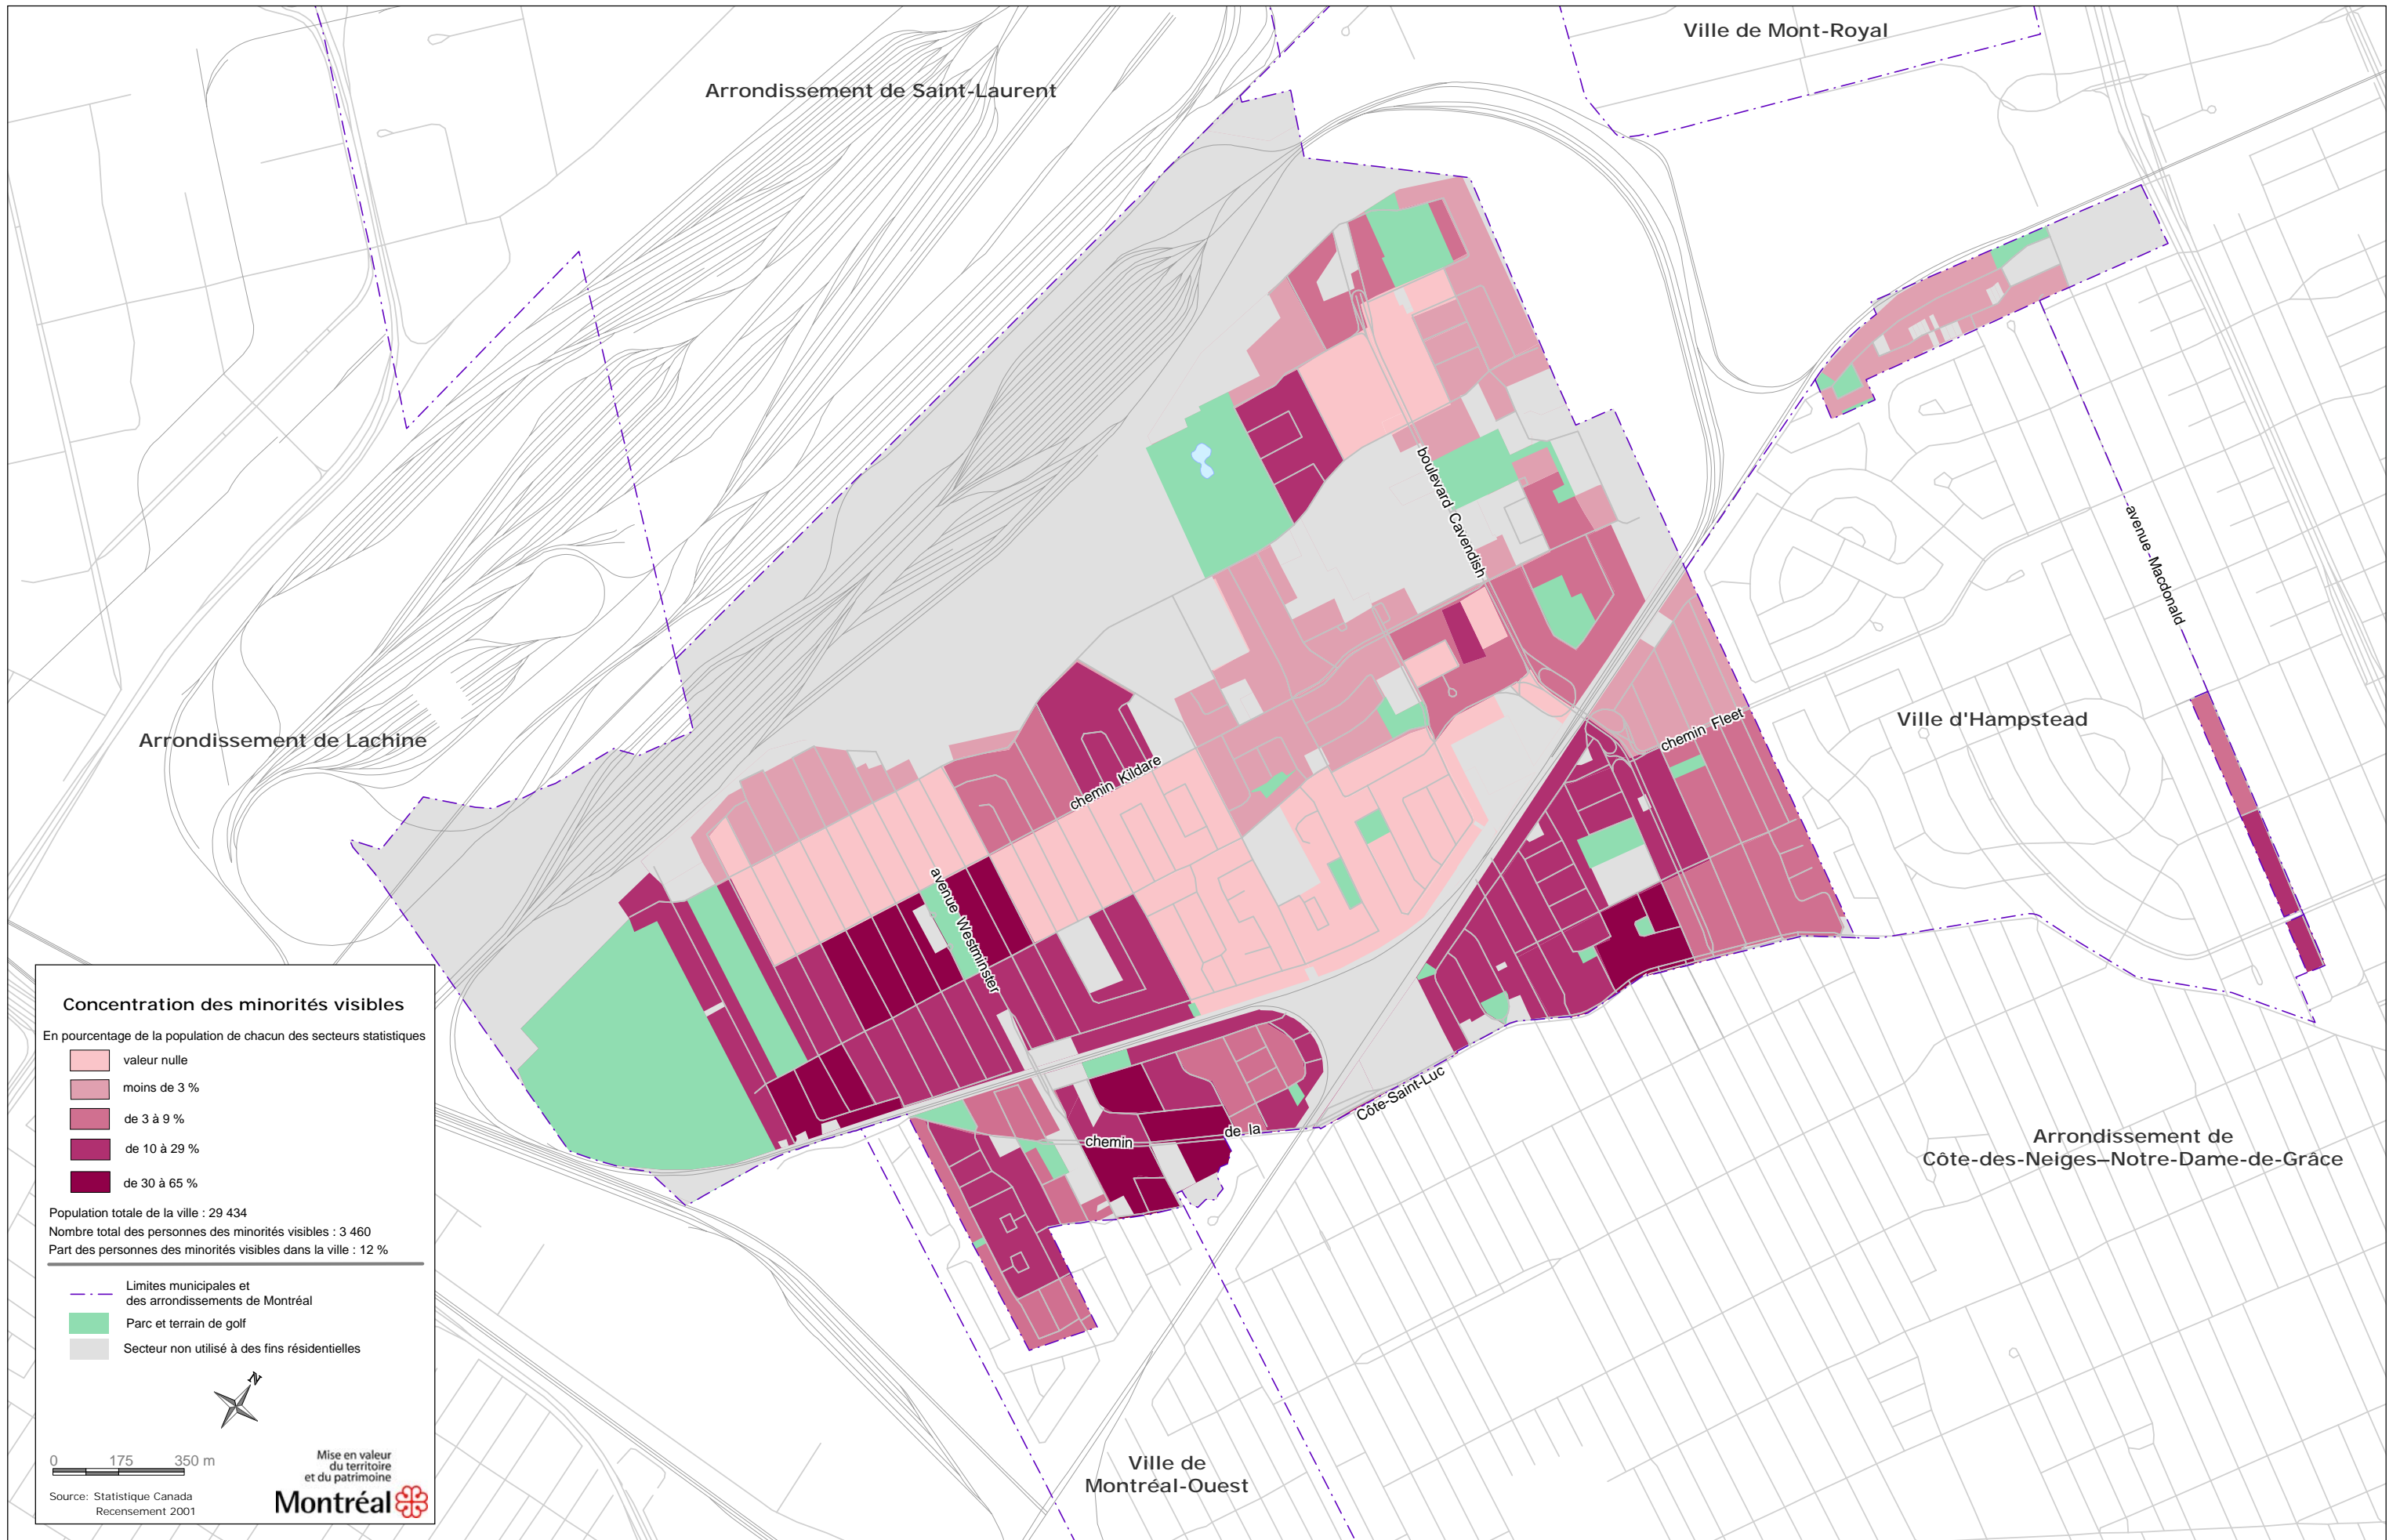 Ville de Mont-Royal
Arrondissement de Saint-Laurent
boulevard Cavendish
avenue Macdonald
Arrondissement de Lachine
Ville d'Hampstead
chemin Fleet
chemin Kildare
avenue Westminster
chemin de la Côte-Saint-Luc
Arrondissement de
Côte-des-Neiges–Notre-Dame-de-Grâce
Ville de
Montréal-Ouest
Concentration des minorités visibles
En pourcentage de la population de chacun des secteurs statistiques
valeur nulle
moins de 3 %
de 3 à 9 %
de 10 à 29 %
de 30 à 65 %
Population totale de la ville : 29 434
Nombre total des personnes des minorités visibles : 3 460
Part des personnes des minorités visibles dans la ville : 12 %
Limites municipales et
des arrondissements de Montréal
Parc et terrain de golf
Secteur non utilisé à des fins résidentielles
N
0 175 350 m
Mise en valeur
du territoire
et du patrimoine
Montréal
Source: Statistique Canada
Recensement 2001